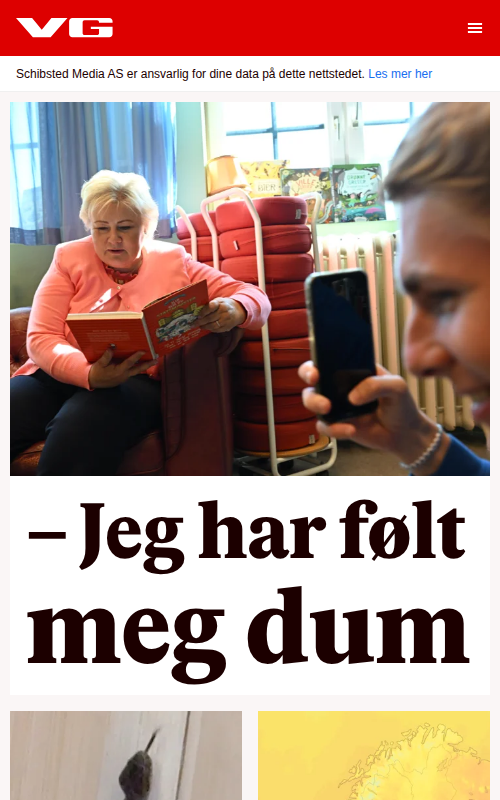 VG
Schibsted Media AS er ansvarlig for dine data på dette nettstedet. Les mer her
– Jeg har følt
meg dum